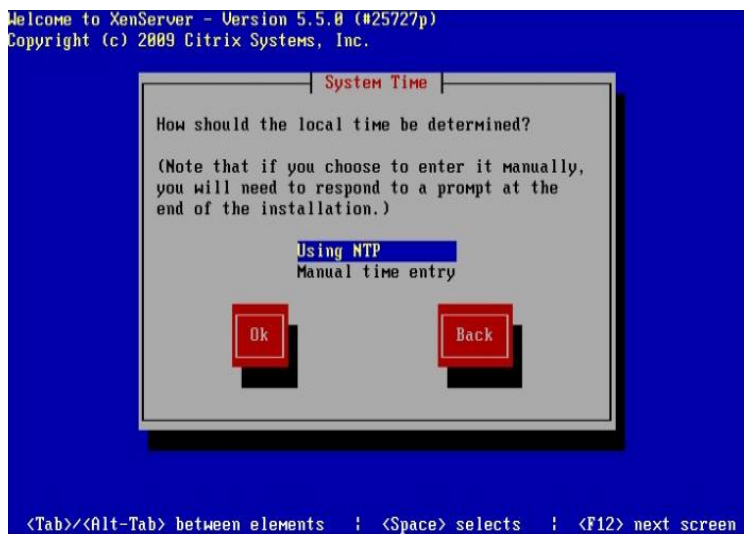 Welcome to XenServer - Version 5.5.0 (#25727p)
Copyright (c) 2009 Citrix Systems, Inc.
System Time
How should the local time be determined?
(Note that if you choose to enter it manually,
you will need to respond to a prompt at the
end of the installation.)
Using NTP
Manual time entry
Ok Back
<Tab>/<Alt-Tab> between elements ¦ <Space> selects ¦ <F12> next screen